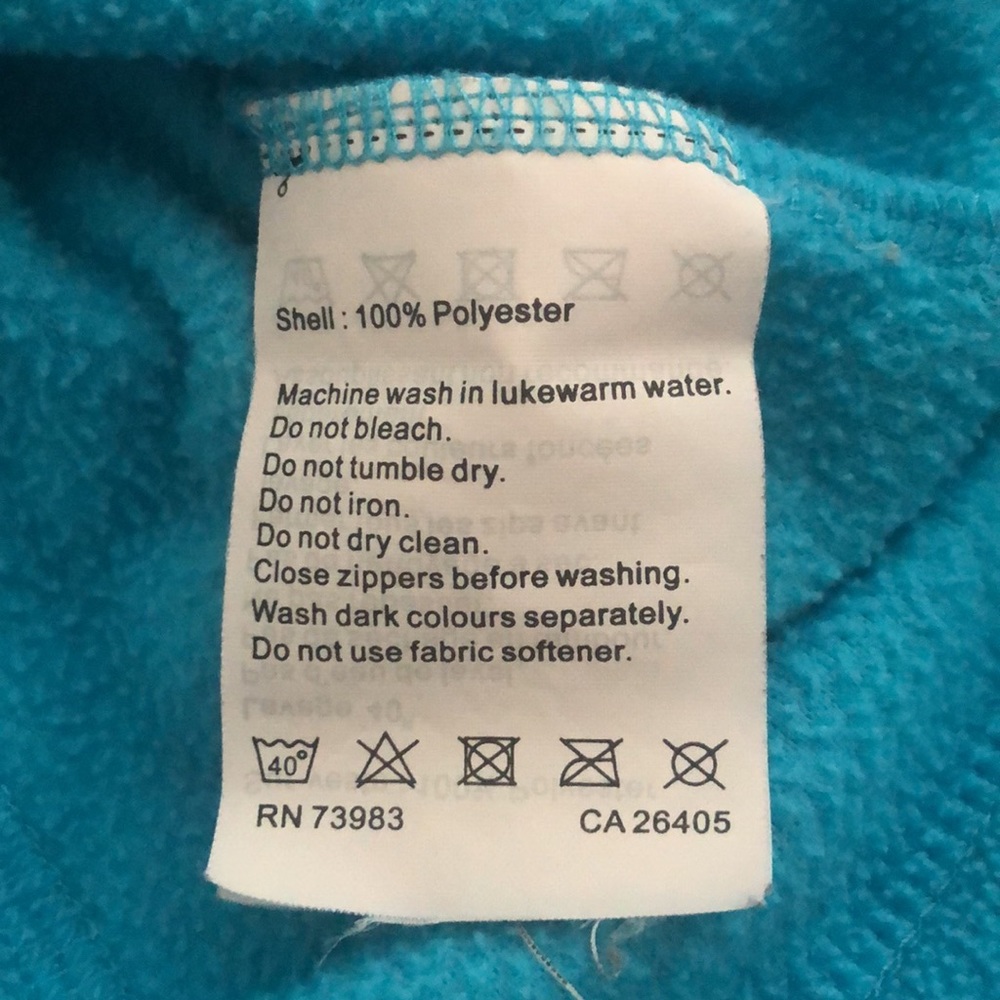 Shell : 100% Polyester
Machine wash in lukewarm water.
Do not bleach.
Do not tumble dry.
Do not iron.
Do not dry clean.
Close zippers before washing.
Wash dark colours separately.
Do not use fabric softener.
40°
RN 73983 CA 26405